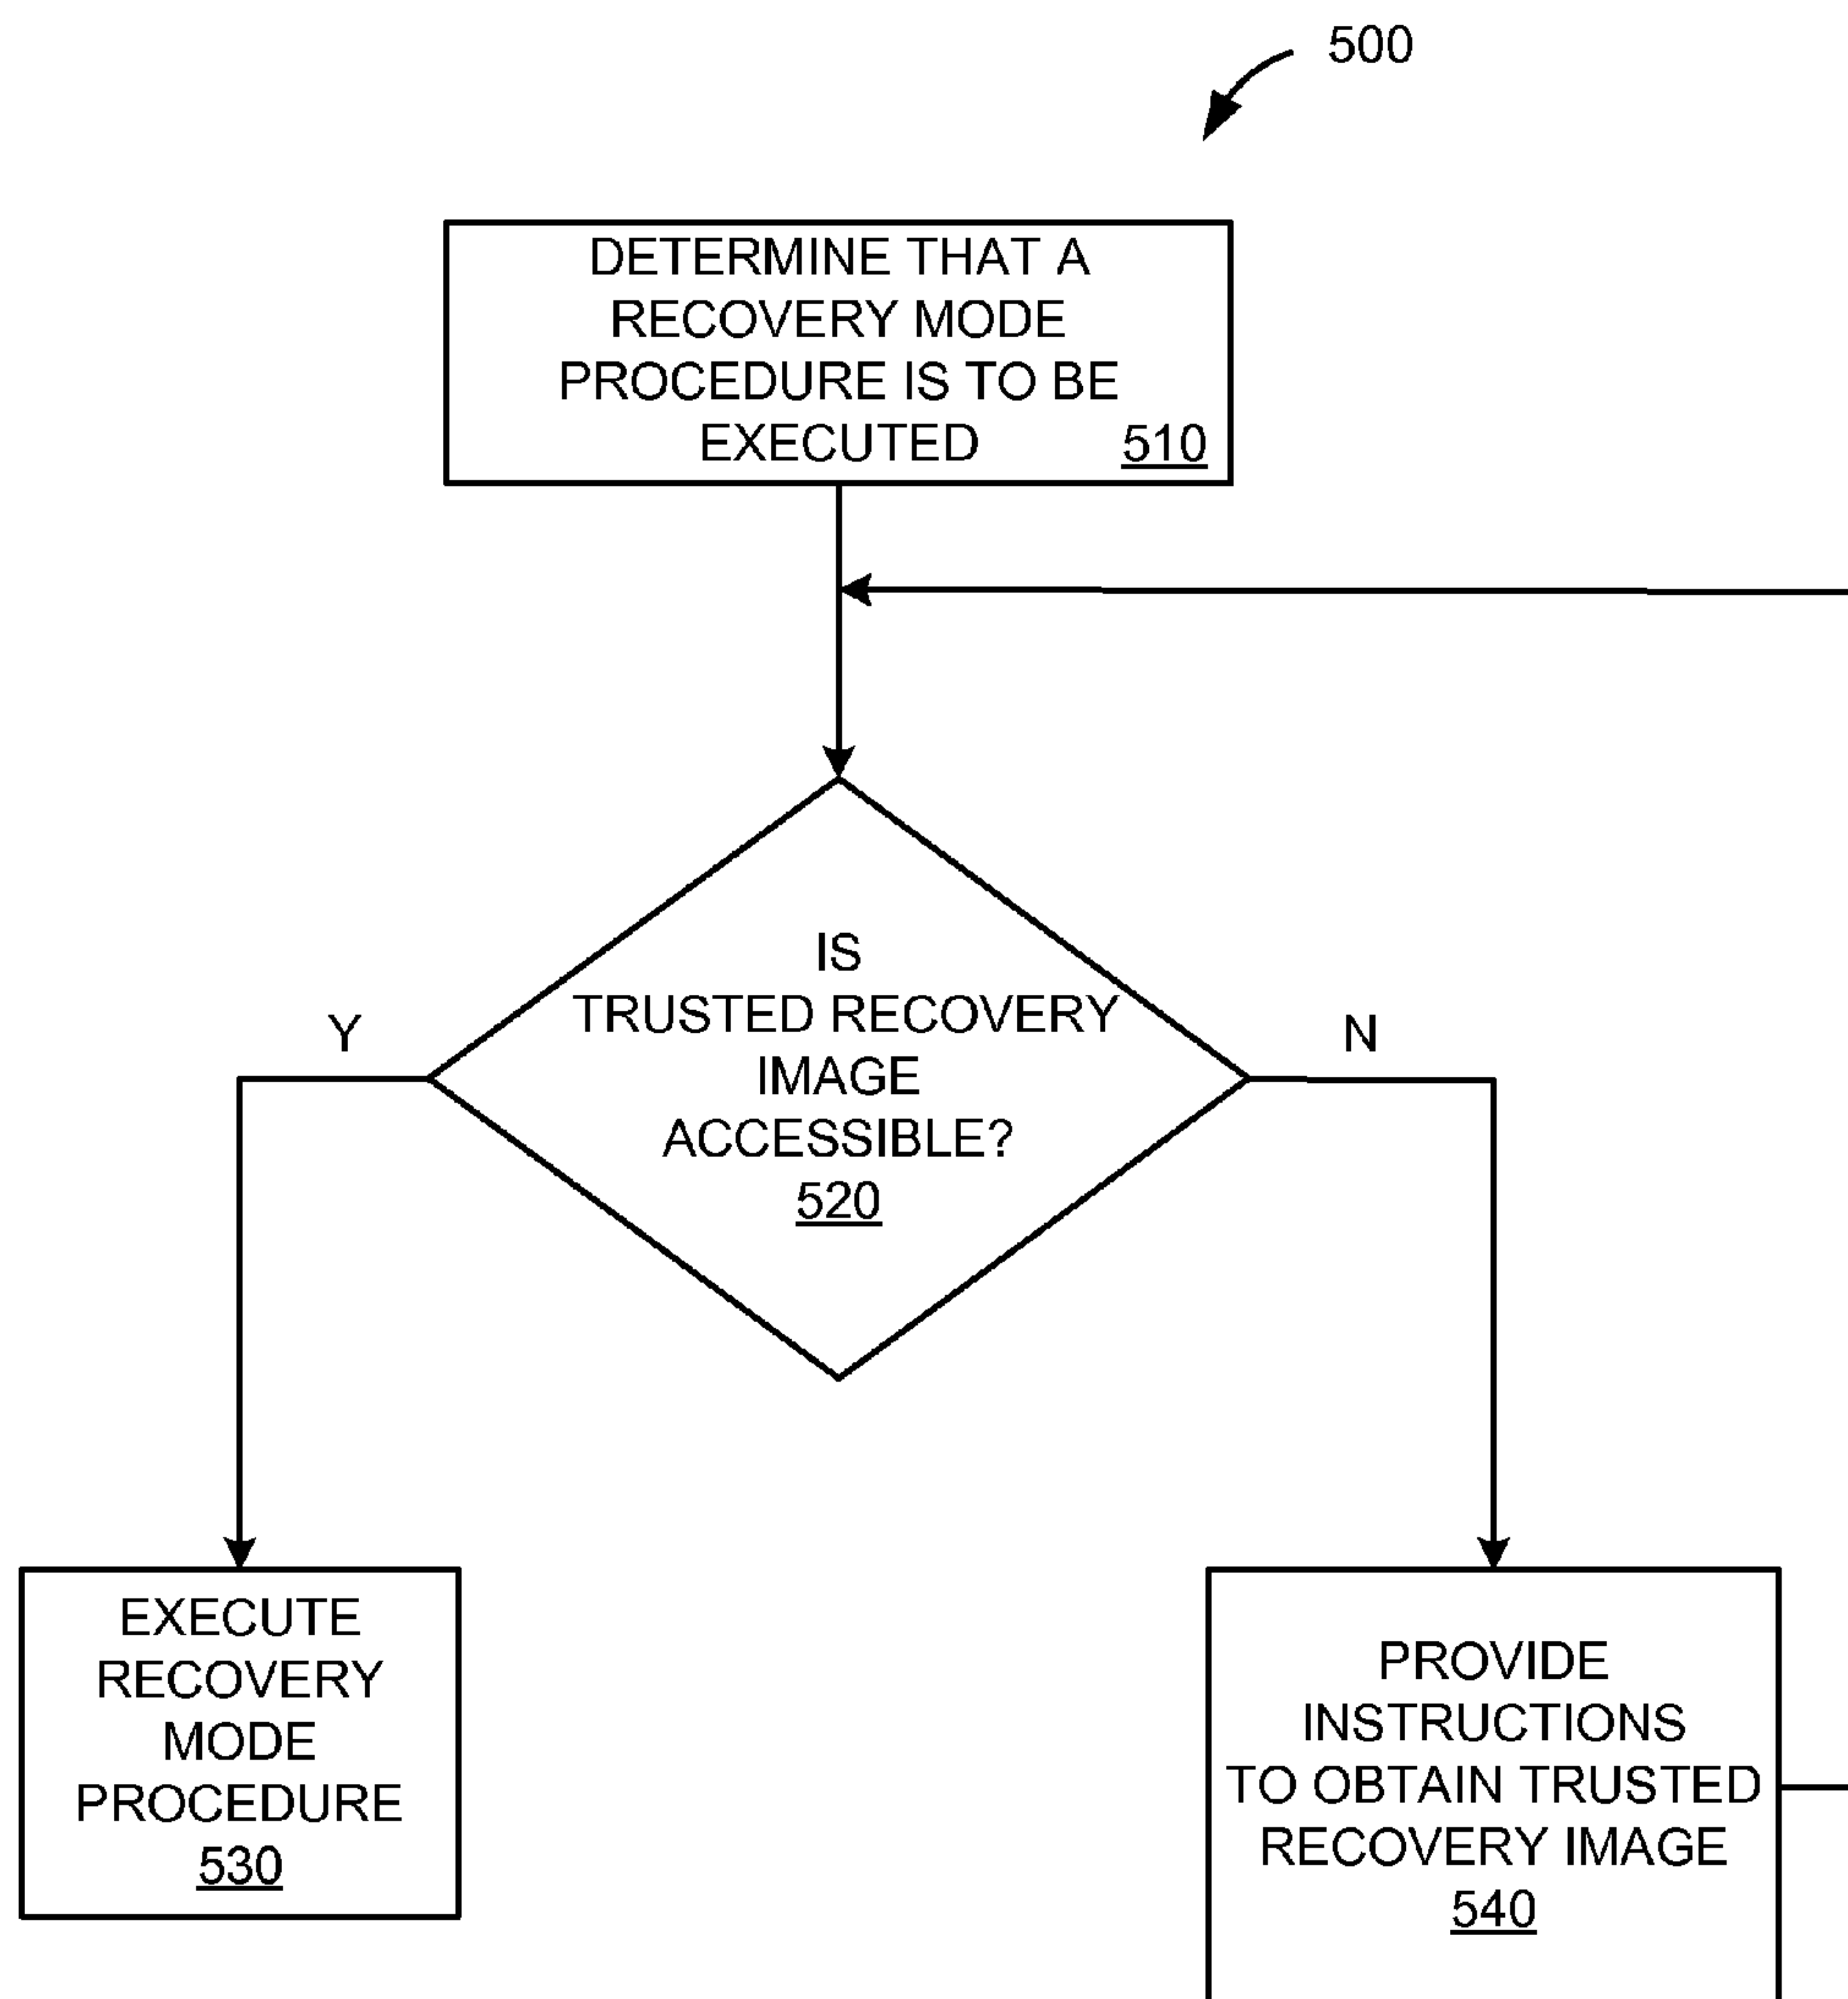 500
DETERMINE THAT A
RECOVERY MODE
PROCEDURE IS TO BE
EXECUTED 510
IS
TRUSTED RECOVERY
IMAGE
ACCESSIBLE?
520
Y
N
EXECUTE
RECOVERY
MODE
PROCEDURE
530
PROVIDE
INSTRUCTIONS
TO OBTAIN TRUSTED
RECOVERY IMAGE
540